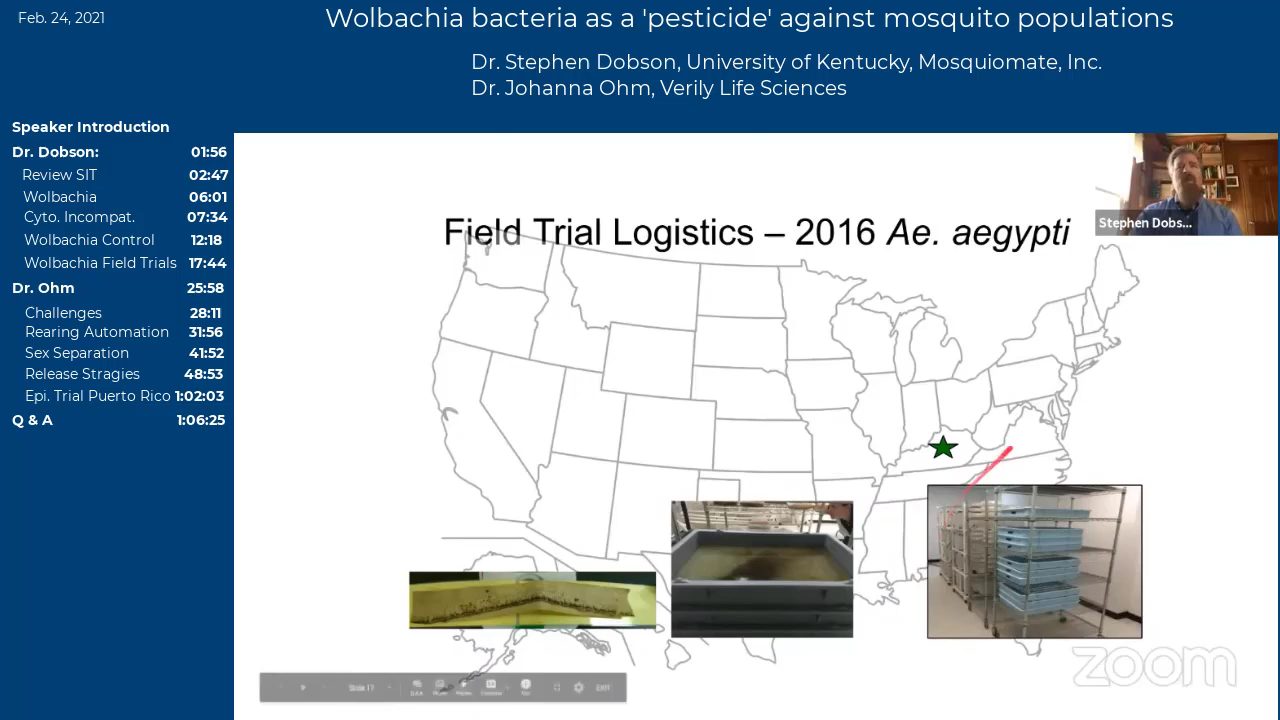 Feb. 24, 2021
Wolbachia bacteria as a 'pesticide' against mosquito populations
Dr. Stephen Dobson, University of Kentucky, Mosquiomate, Inc.
Dr. Johanna Ohm, Verily Life Sciences
Speaker Introduction
Dr. Dobson: 01:56
Review SIT 02:47
Wolbachia 06:01
Cyto. Incompat. 07:34
Wolbachia Control 12:18
Wolbachia Field Trials 17:44
Dr. Ohm 25:58
Challenges 28:11
Rearing Automation 31:56
Sex Separation 41:52
Release Stragies 48:53
Epi. Trial Puerto Rico 1:02:03
Q & A 1:06:25
Stephen Dobs...
Field Trial Logistics – 2016 Ae. aegypti
Slide 17
EXIT
zoom